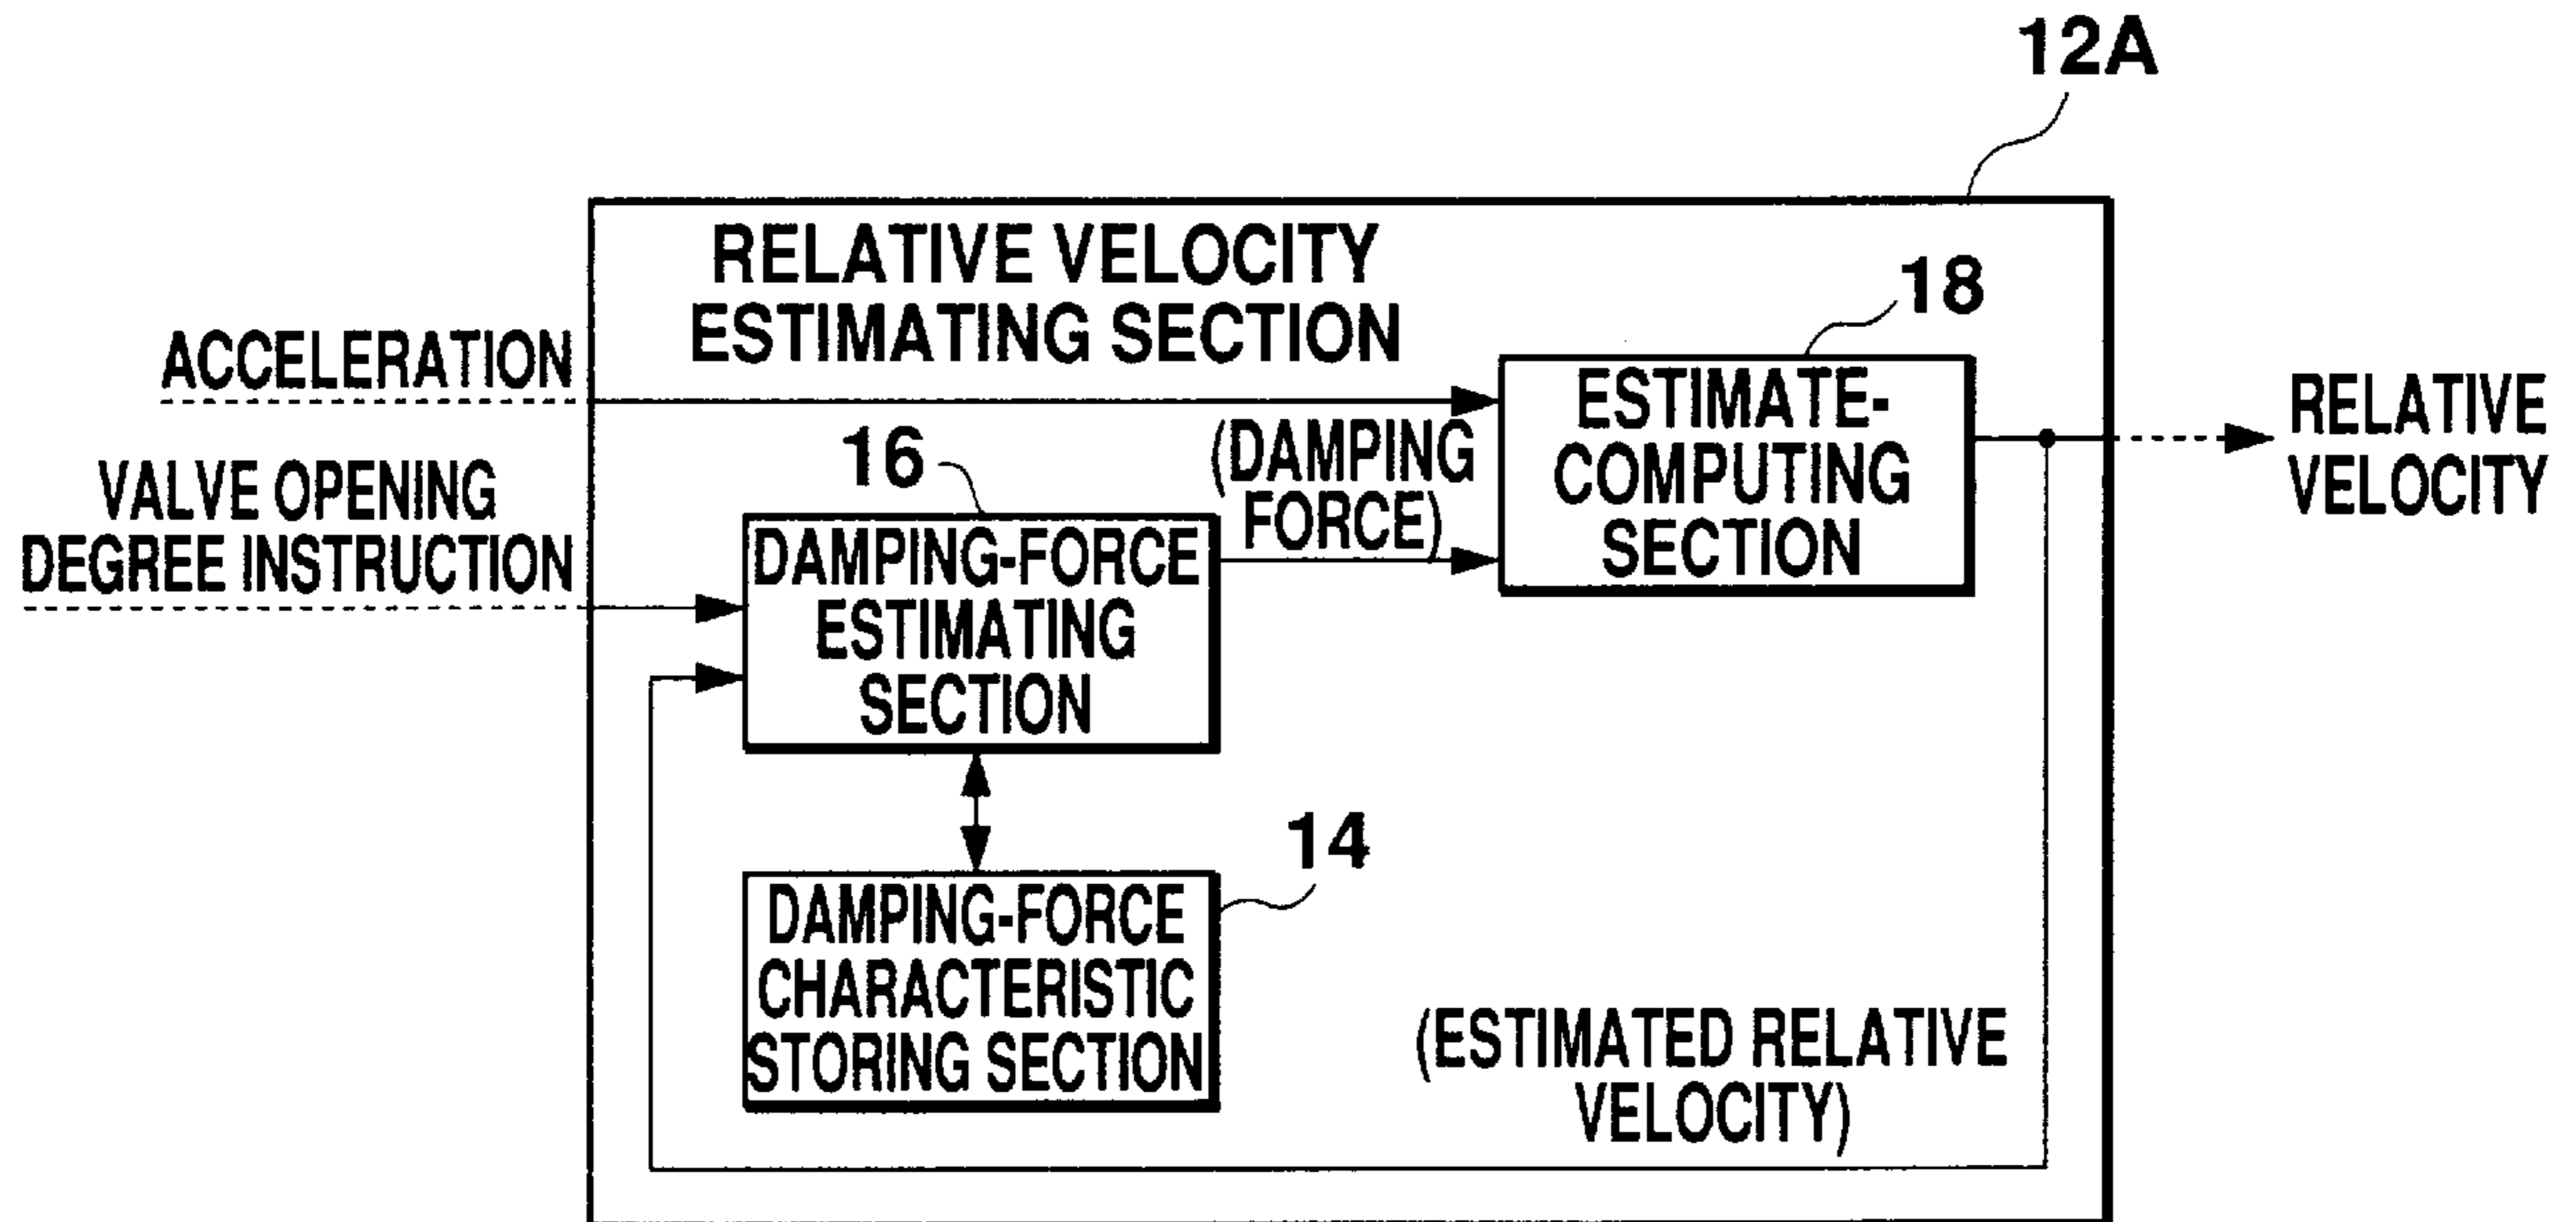 12A
RELATIVE VELOCITY
ESTIMATING SECTION
18
ACCELERATION
ESTIMATE-
COMPUTING
SECTION
RELATIVE
VELOCITY
16
(DAMPING
FORCE)
VALVE OPENING
DEGREE INSTRUCTION
DAMPING-FORCE
ESTIMATING
SECTION
14
DAMPING-FORCE
CHARACTERISTIC
STORING SECTION
(ESTIMATED RELATIVE
VELOCITY)